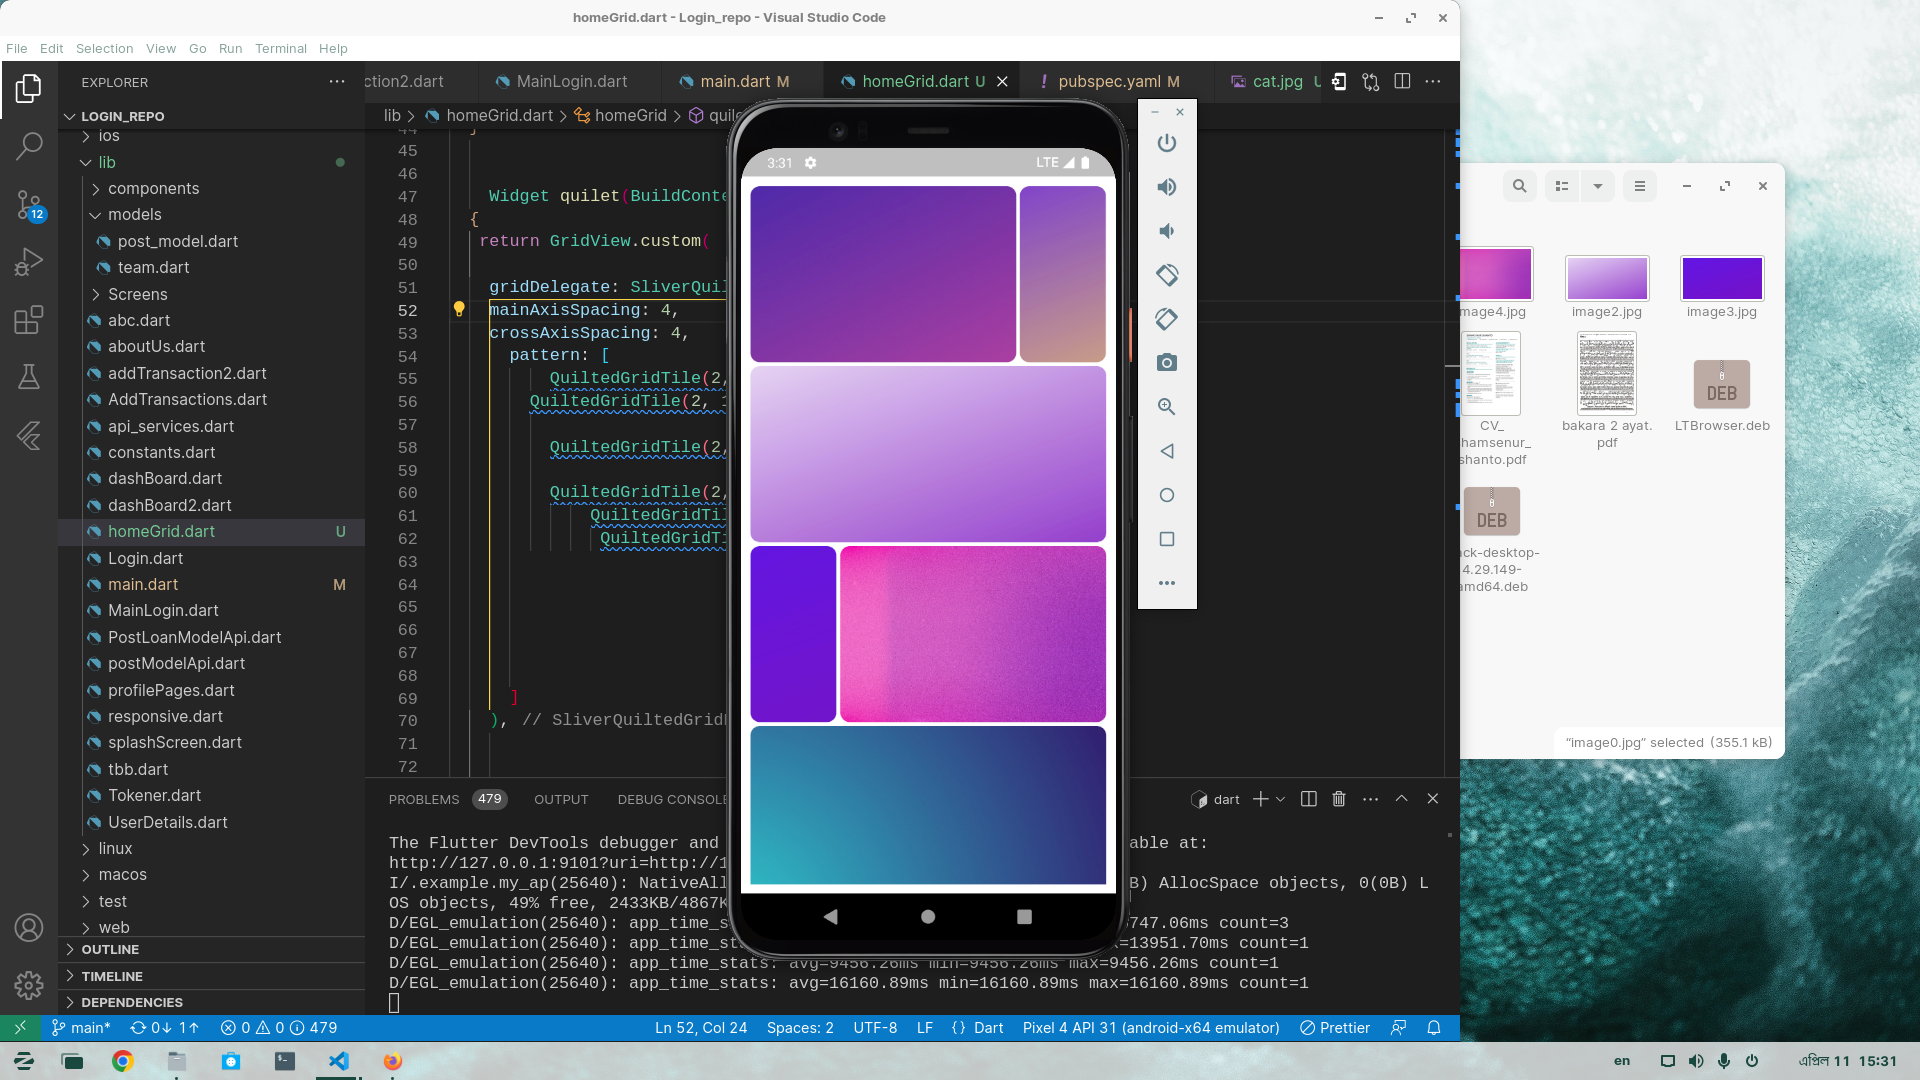 homeGrid.dart - Login_repo - Visual Studio Code
File Edit Selection View Go Run Terminal Help
EXPLORER
LOGIN_REPO
ios
lib
components
models
post_model.dart
team.dart
Screens
abc.dart
aboutUs.dart
addTransaction2.dart
AddTransactions.dart
api_services.dart
constants.dart
dashBoard.dart
dashBoard2.dart
homeGrid.dart U
Login.dart
main.dart M
MainLogin.dart
PostLoanModelApi.dart
postModelApi.dart
profilePages.dart
responsive.dart
splashScreen.dart
tbb.dart
Tokener.dart
UserDetails.dart
linux
macos
test
web
OUTLINE
TIMELINE
DEPENDENCIES
12
ction2.dart MainLogin.dart main.dart M homeGrid.dart U pubspec.yaml M cat.jpg U
lib > homeGrid.dart > homeGrid > quile
44 }
45
46
47 Widget quilet(BuildConte
48 {
49 return GridView.custom(
50
51 gridDelegate: SliverQuil
52 mainAxisSpacing: 4,
53 crossAxisSpacing: 4,
54 pattern: [
55 QuiltedGridTile(2,
56 QuiltedGridTile(2, 1
57
58 QuiltedGridTile(2,
59
60 QuiltedGridTile(2,
61 QuiltedGridTil
62 QuiltedGridTi
63
64
65
66
67
68
69 ]
70 ), // SliverQuiltedGridD
71
72
3:31 LTE
PROBLEMS 479 OUTPUT DEBUG CONSOLE dart
The Flutter DevTools debugger and able at:
http://127.0.0.1:9101?uri=http://1
I/.example.my_ap(25640): NativeAll B) AllocSpace objects, 0(0B) L
OS objects, 49% free, 2433KB/4867K
D/EGL_emulation(25640): app_time_s 747.06ms count=3
D/EGL_emulation(25640): app_time_st x=13951.70ms count=1
D/EGL_emulation(25640): app_time_stats: avg=9456.26ms min=9456.26ms max=9456.26ms count=1
D/EGL_emulation(25640): app_time_stats: avg=16160.89ms min=16160.89ms max=16160.89ms count=1
main* 0↓ 1↑ 0 0 479 Ln 52, Col 24 Spaces: 2 UTF-8 LF {} Dart Pixel 4 API 31 (android-x64 emulator) Prettier
mage4.jpg image2.jpg image3.jpg
DEB
CV_
hamsenur_
shanto.pdf
bakara 2 ayat.
pdf
LTBrowser.deb
DEB
ck-desktop-
4.29.149-
amd64.deb
“image0.jpg” selected (355.1 kB)
en এপ্রিল 11 15:31